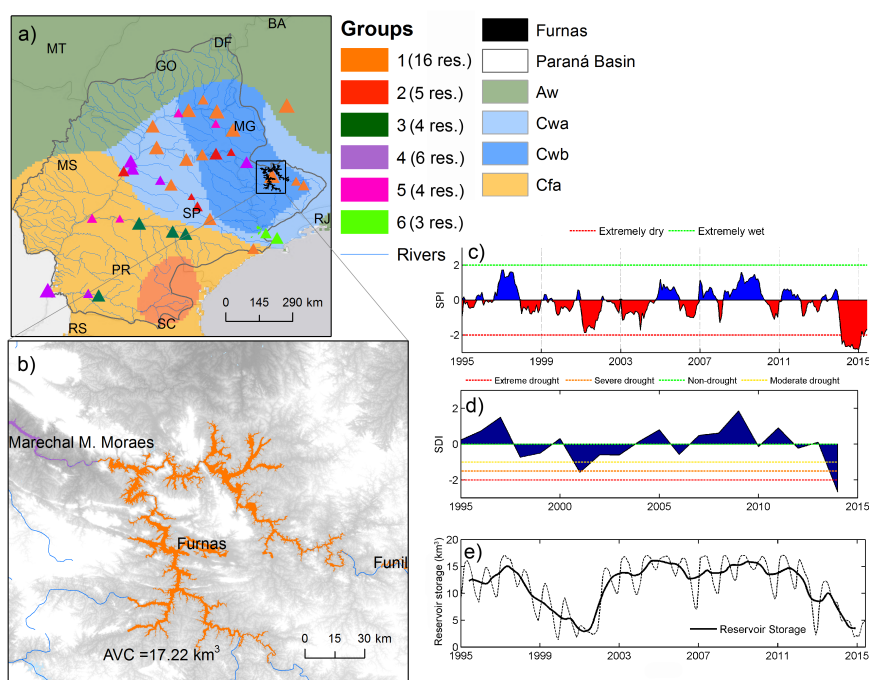 a)
MT
BA
DF
GO
MG
MS
SP
RJ
PR
RS
SC
0 145 290 km
Groups
1 (16 res.)
2 (5 res.)
3 (4 res.)
4 (6 res.)
5 (4 res.)
6 (3 res.)
Rivers
Furnas
Paraná Basin
Aw
Cwa
Cwb
Cfa
b)
Marechal M. Moraes
Furnas
Funil
0 15 30 km
AVC =17.22 km³
Extremely dry Extremely wet
c)
SPI
2
0
-2
1995 1999 2003 2007 2011 2015
Extreme drought Severe drought Non-drought Moderate drought
d)
SDI
2
0
-2
1995 2000 2005 2010 2015
e)
Reservoir storage (km³)
20
15
10
5
0
Reservoir Storage
1995 1999 2003 2007 2011 2015